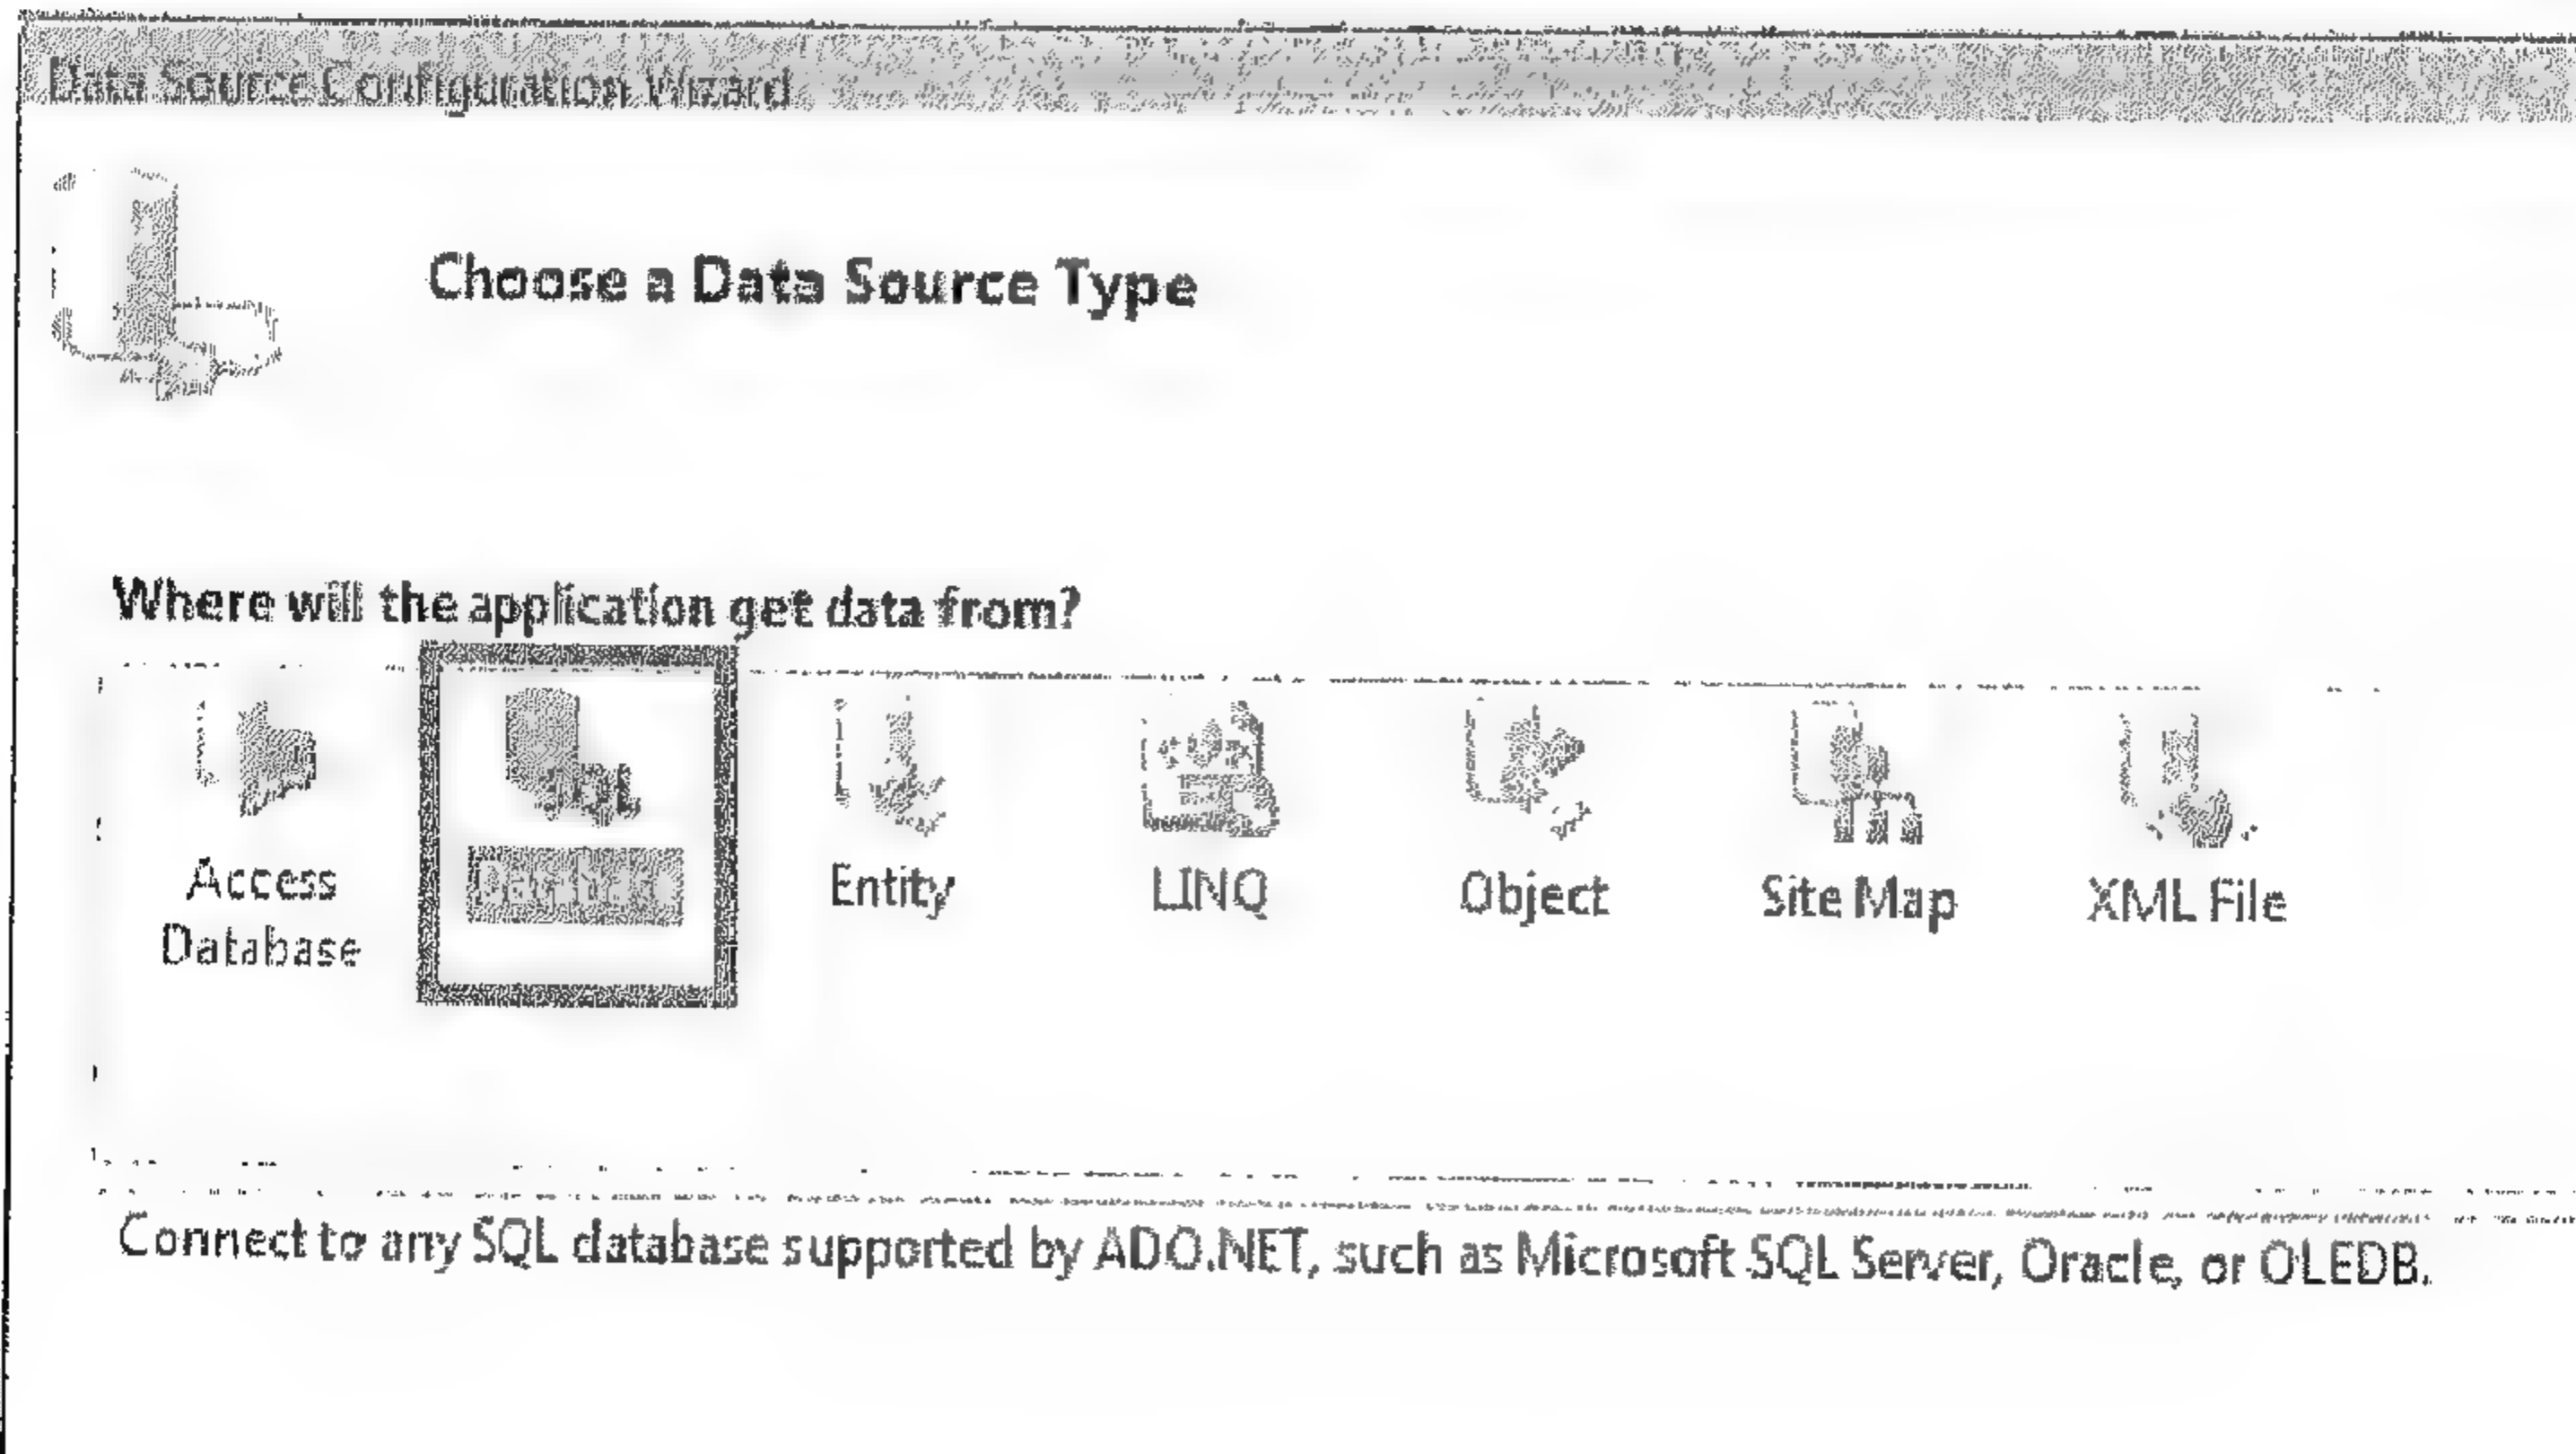 Data Source Configuration Wizard
Choose a Data Source Type
Where will the application get data from?
Access Database
Entity
LINQ
Object
Site Map
XML File
Connect to any SQL database supported by ADO.NET, such as Microsoft SQL Server, Oracle, or OLEDB.